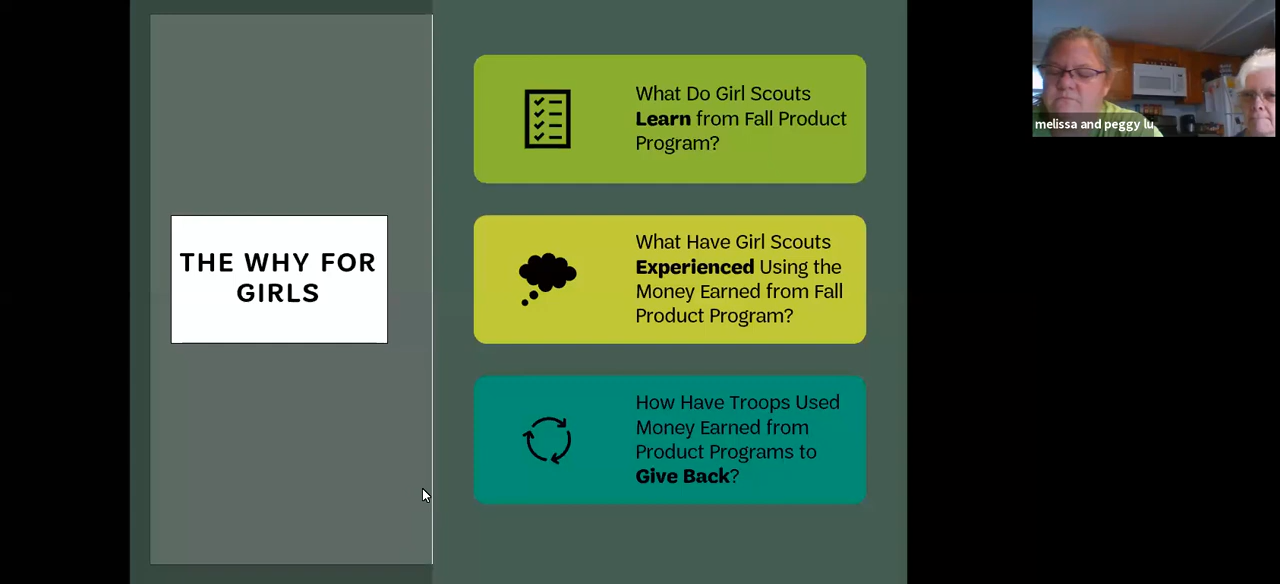 THE WHY FOR
GIRLS
What Do Girl Scouts
Learn from Fall Product
Program?
What Have Girl Scouts
Experienced Using the
Money Earned from Fall
Product Program?
How Have Troops Used
Money Earned from
Product Programs to
Give Back?
melissa and peggy lu